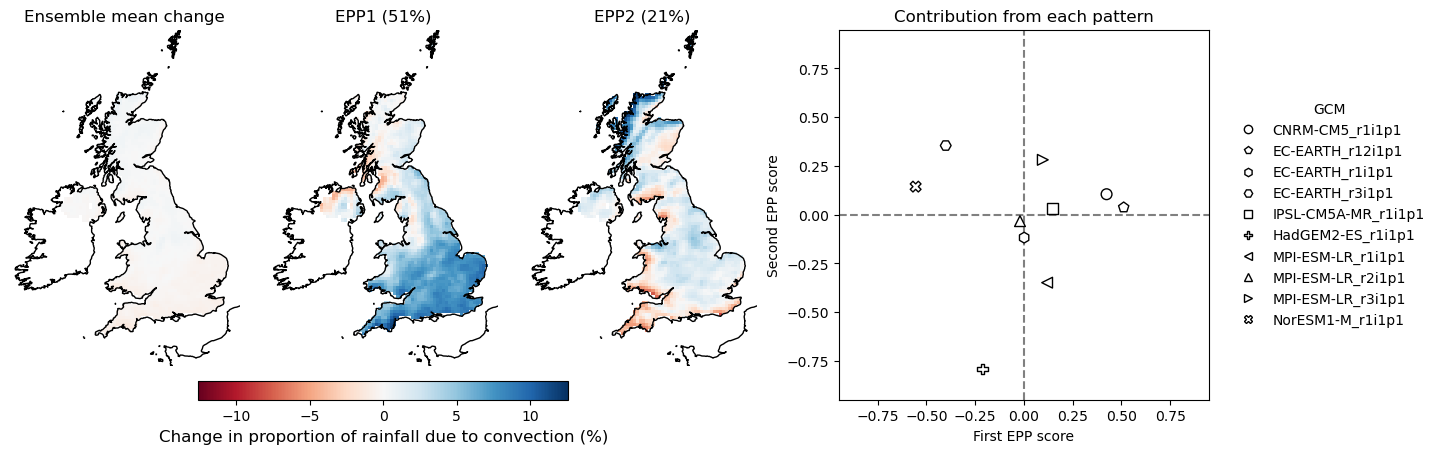 Ensemble mean change
EPP1 (51%)
EPP2 (21%)
−10
−5
0
5
10
Change in proportion of rainfall due to convection (%)
Contribution from each pattern
Second EPP score
0.75
0.50
0.25
0.00
−0.25
−0.50
−0.75
−0.75
−0.50
−0.25
0.00
0.25
0.50
0.75
First EPP score
GCM
CNRM-CM5_r1i1p1
EC-EARTH_r12i1p1
EC-EARTH_r1i1p1
EC-EARTH_r3i1p1
IPSL-CM5A-MR_r1i1p1
HadGEM2-ES_r1i1p1
MPI-ESM-LR_r1i1p1
MPI-ESM-LR_r2i1p1
MPI-ESM-LR_r3i1p1
NorESM1-M_r1i1p1